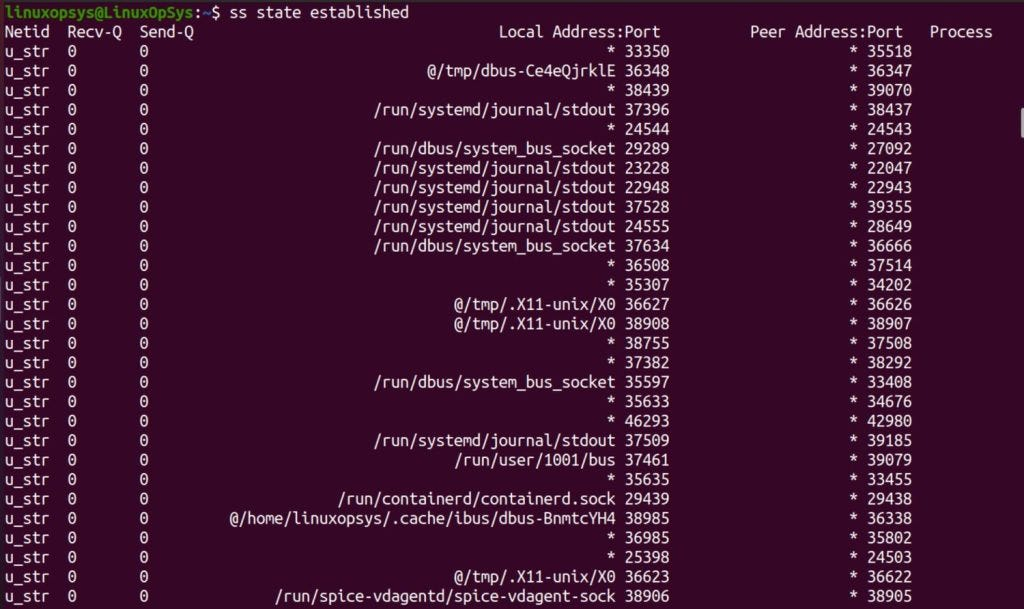 linuxopsys@LinuxOpSys:~$ ss state established
Netid Recv-Q Send-Q Local Address:Port Peer Address:Port Process
u_str 0 0 * 33350 * 35518
u_str 0 0 @/tmp/dbus-Ce4eQjrklE 36348 * 36347
u_str 0 0 * 38439 * 39070
u_str 0 0 /run/systemd/journal/stdout 37396 * 38437
u_str 0 0 * 24544 * 24543
u_str 0 0 /run/dbus/system_bus_socket 29289 * 27092
u_str 0 0 /run/systemd/journal/stdout 23228 * 22047
u_str 0 0 /run/systemd/journal/stdout 22948 * 22943
u_str 0 0 /run/systemd/journal/stdout 37528 * 39355
u_str 0 0 /run/systemd/journal/stdout 24555 * 28649
u_str 0 0 /run/dbus/system_bus_socket 37634 * 36666
u_str 0 0 * 36508 * 37514
u_str 0 0 * 35307 * 34202
u_str 0 0 @/tmp/.X11-unix/X0 36627 * 36626
u_str 0 0 @/tmp/.X11-unix/X0 38908 * 38907
u_str 0 0 * 38755 * 37508
u_str 0 0 * 37382 * 38292
u_str 0 0 /run/dbus/system_bus_socket 35597 * 33408
u_str 0 0 * 35633 * 34676
u_str 0 0 * 46293 * 42980
u_str 0 0 /run/systemd/journal/stdout 37509 * 39185
u_str 0 0 /run/user/1001/bus 37461 * 39079
u_str 0 0 * 35635 * 33455
u_str 0 0 /run/containerd/containerd.sock 29439 * 29438
u_str 0 0 @/home/linuxopsys/.cache/ibus/dbus-BnmtcYH4 38985 * 36338
u_str 0 0 * 36985 * 35802
u_str 0 0 * 25398 * 24503
u_str 0 0 @/tmp/.X11-unix/X0 36623 * 36622
u_str 0 0 /run/spice-vdagentd/spice-vdagent-sock 38906 * 38905